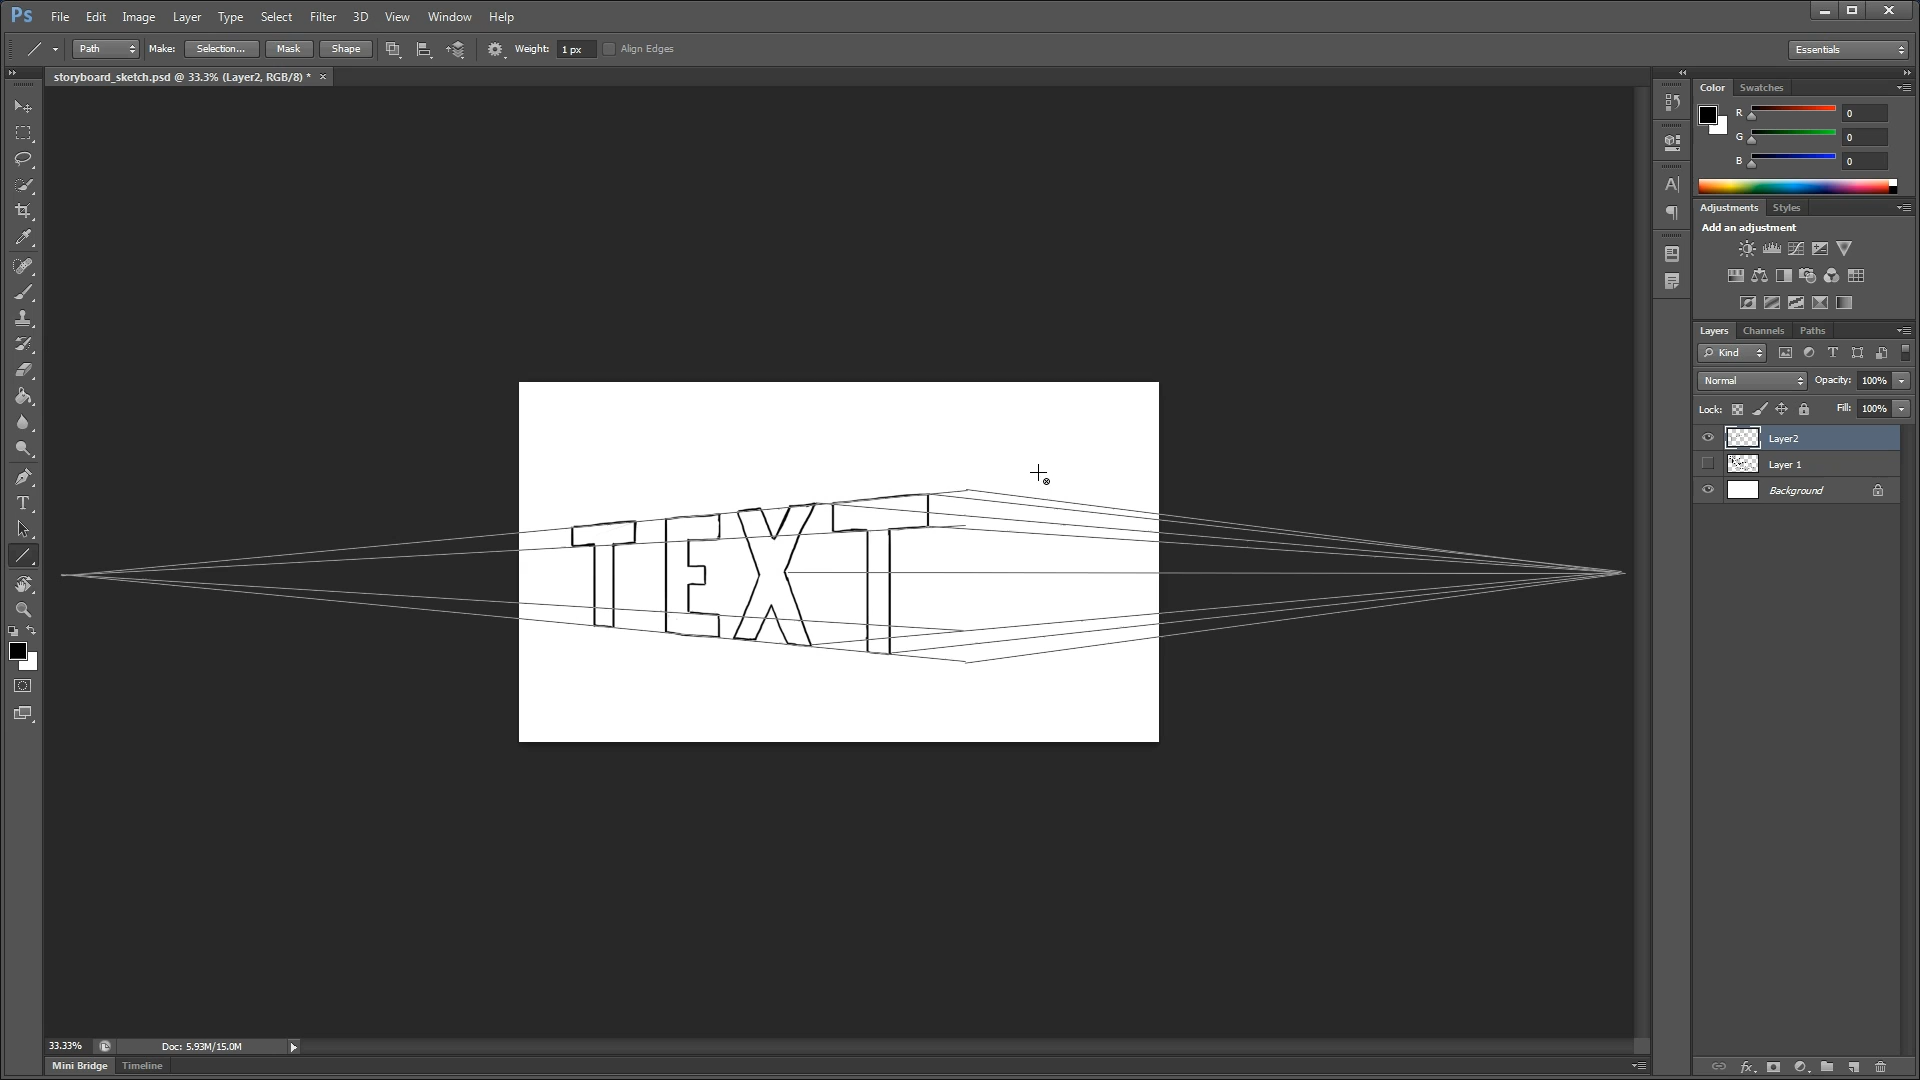 Ps File Edit Image Layer Type Select Filter 3D View Window Help
Path Make: Selection... Mask Shape Weight: 1 px Align Edges Essentials
storyboard_sketch.psd @ 33.3% (Layer2, RGB/8) * ×
Color Swatches
R 0
G 0
B 0
Adjustments Styles
Add an adjustment
Layers Channels Paths
Kind
Normal Opacity: 100%
Lock: Fill: 100%
Layer2
Layer 1
Background
TEXT
33.33% Doc: 5.93M/15.0M
Mini Bridge Timeline